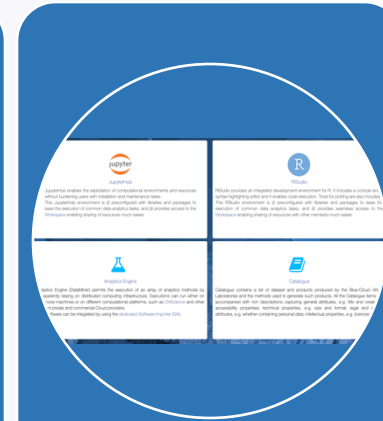 jupyter
JupyterHub
JupyterHub enables the exploitation of computational environments and resources
without burdening users with installation and maintenance tasks.
This JupyterHub environment is (i) preconfigured with libraries and packages to ease the
execution of common data analytics tasks, and (ii) provides access to the
Workspace enabling sharing of resources much easier.
R
RStudio
RStudio provides an integrated development environment for R. It includes a console an
syntax-highlighting editor and it enables code execution. Tools for plotting are also includes
This RStudio environment is (i) preconfigured with libraries and packages to ease the
execution of common data analytics tasks, and (ii) provides seamless access to the
Workspace enabling sharing of resources with other members much easier.
Analytics Engine
alytics Engine (DataMiner) permits the execution of an array of analytics methods by
sparently relying on distributed computing infrastructure. Executions can run either on
core machines or on different computational platforms, such as D4Science and other
nt private and commercial Cloud providers.
ftware can be integrated by using the dedicated Software Importer (SAI).
Catalogue
Catalogue contains a list of dataset and products produced by the Blue-Cloud Virt
Laboratories and the methods used to generate such products. All the Catalogue items
accompanied with rich descriptions capturing general attributes, e.g. title and creat
accessibility properties, technical properties, e.g. size and format, legal and
attributes, e.g. whether containing personal data, intellectual properties, e.g. licences